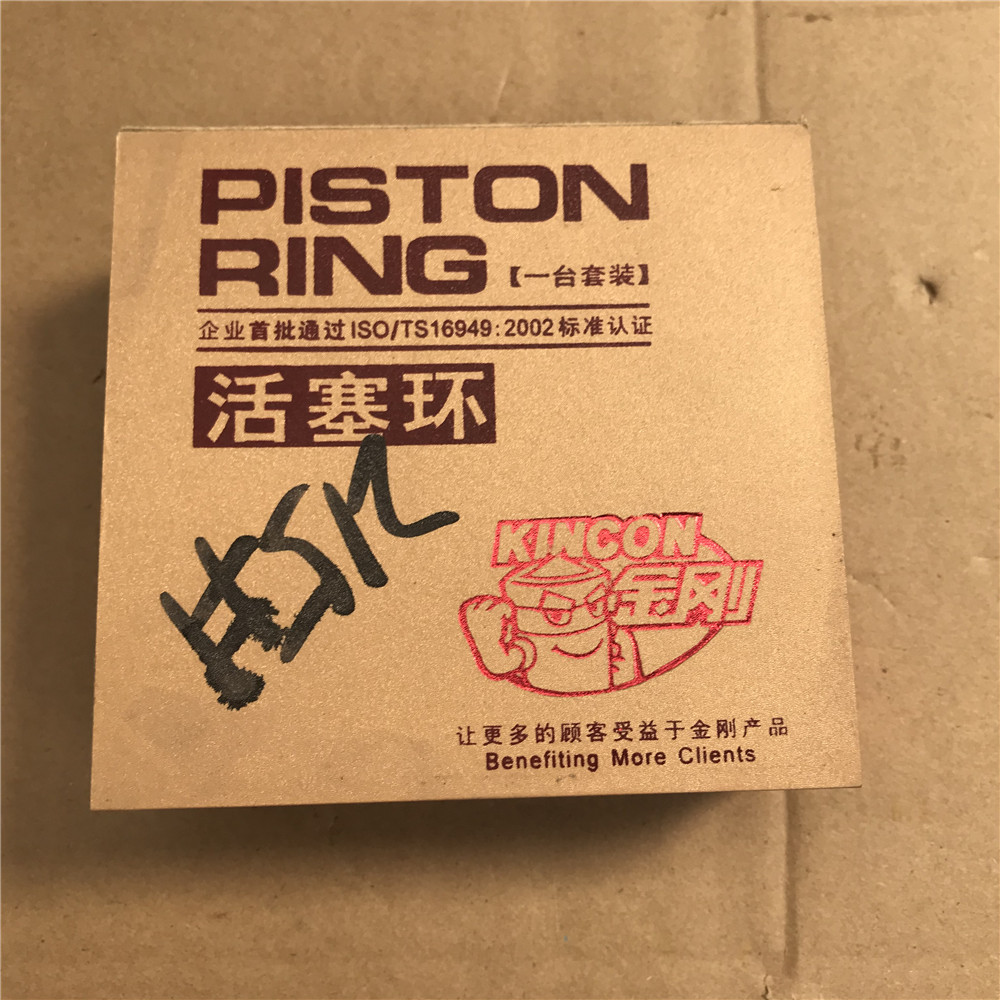 PISTON
RING【一台套装】
企业首批通过ISO/TS16949:2002标准认证
活塞环
KINCON
金刚
让更多的顾客受益于金刚产品
Benefiting More Clients